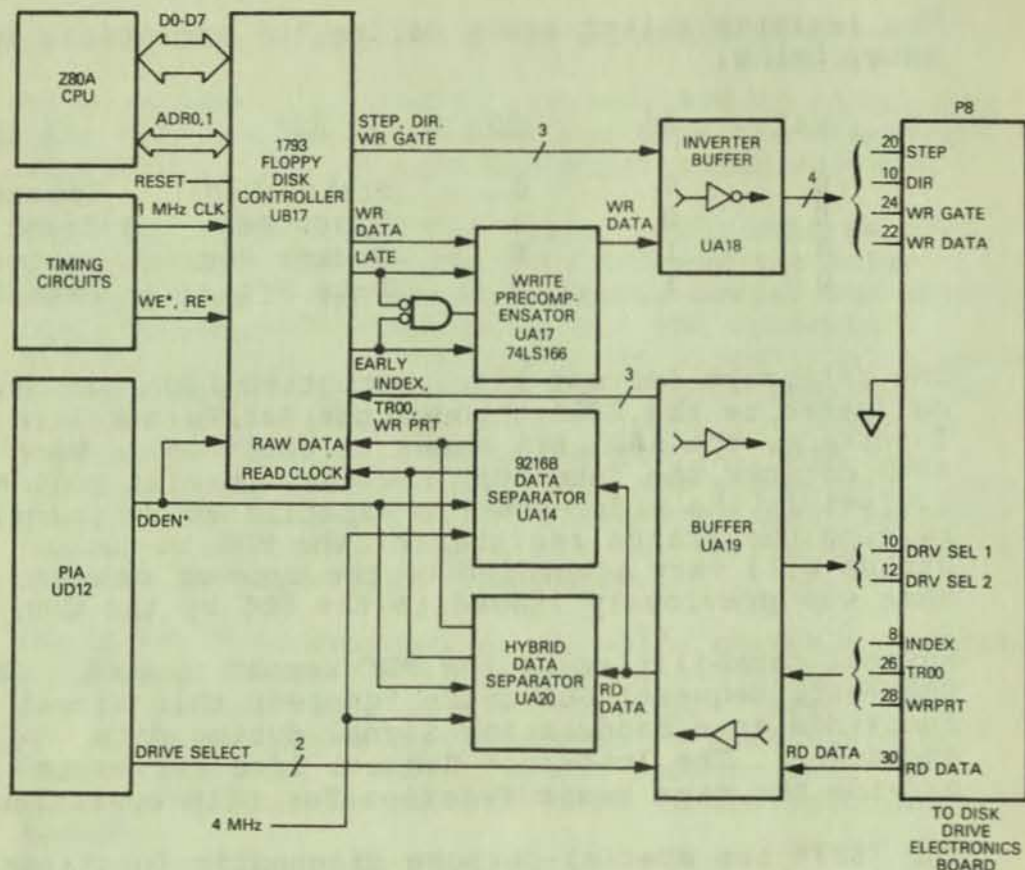 D0-D7
Z80A
CPU
ADR0,1
RESET
1 MHz CLK
TIMING
CIRCUITS
WE*, RE*
1793
FLOPPY
DISK
CONTROLLER
UB17
STEP, DIR.
WR GATE
3
WR
DATA
LATE
EARLY
INDEX,
TR00,
WR PRT
RAW DATA
READ CLOCK
WRITE
PRECOMP-
ENSATOR
UA17
74LS166
WR
DATA
INVERTER
BUFFER
UA18
4
P8
20 STEP
10 DIR
24 WR GATE
22 WR DATA
3
PIA
UD12
DDEN*
DRIVE SELECT
2
4 MHz
9216B
DATA
SEPARATOR
UA14
HYBRID
DATA
SEPARATOR
UA20
RD
DATA
BUFFER
UA19
10 DRV SEL 1
12 DRV SEL 2
8 INDEX
26 TR00
28 WRPRT
RD DATA
30 RD DATA
TO DISK
DRIVE
ELECTRONICS
BOARD